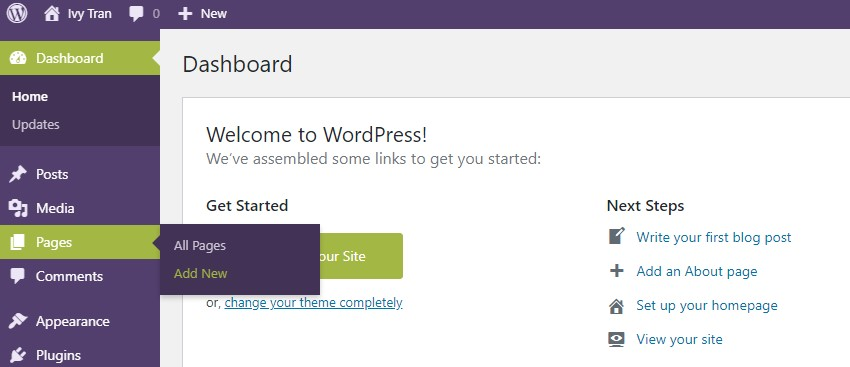 Ivy Tran 0 New
Dashboard
Home
Updates
Posts
Media
Pages
Comments
Appearance
Plugins
All Pages
Add New
Dashboard
Welcome to WordPress!
We've assembled some links to get you started:
Get Started
our Site
or, change your theme completely
Next Steps
Write your first blog post
Add an About page
Set up your homepage
View your site